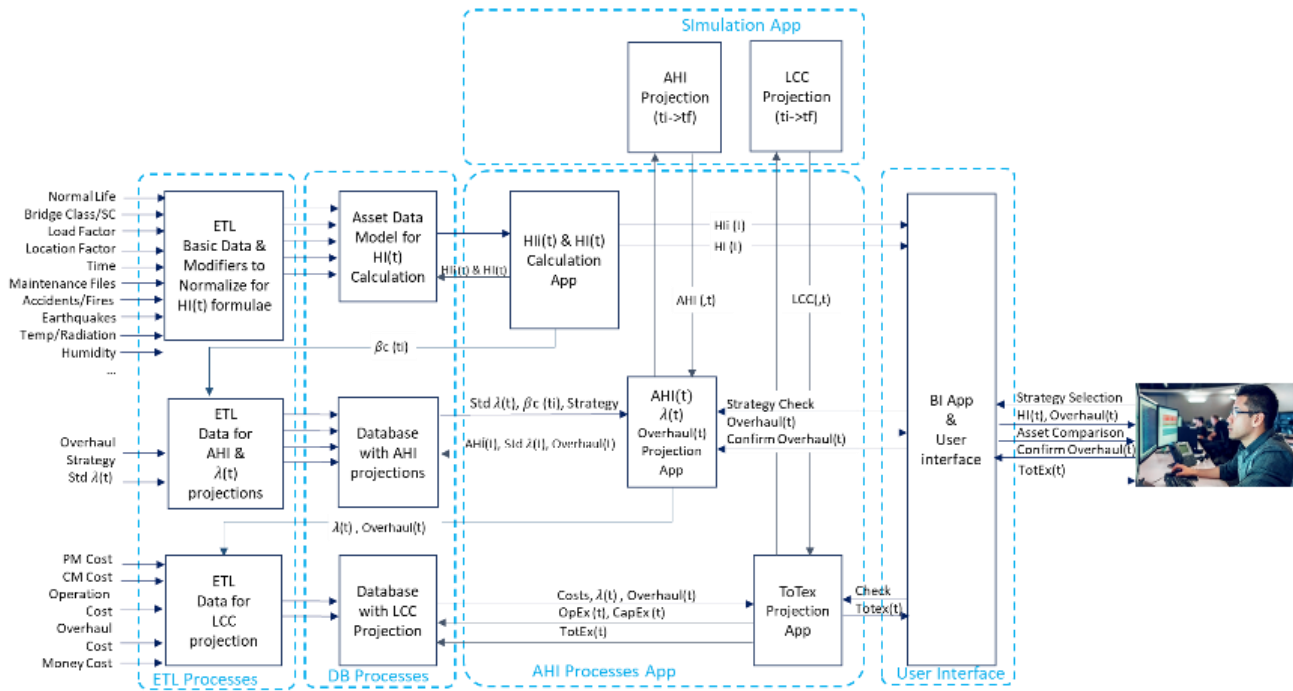 SImulation App
AHI
Projection
(ti->tf)
LCC
Projection
(ti->tf)
Normal Life
Bridge Class/SC
Load Factor
Location Factor
Time
Maintenance Files
Accidents/Fires
Earthquakes
Temp/Radiation
Humidity
...
ETL
Basic Data &
Modifiers to
Normalize for
HI(t) formulae
Asset Data
Model for
HI(t)
Calculation
HIi(t) & HI(t)
HIi(t) & HI(t)
Calculation
App
HIi (t)
HI (t)
AHI (,t)
LCC(,t)
βc (ti)
Overhaul
Strategy
Std λ(t)
ETL
Data for
AHI &
λ(t)
projections
Database
with AHI
projections
Std λ(t), βc (ti), Strategy
AHi(t), Std λ(t), Overhaul(t)
AHI(t)
λ(t)
Overhaul(t)
Projection
App
Strategy Check
Overhaul(t)
Confirm Overhaul(t)
BI App
&
User
interface
Strategy Selection
HI(t), Overhaul(t)
Asset Comparison
Confirm Overhaul(t)
TotEx(t)
λ(t) , Overhaul(t)
PM Cost
CM Cost
Operation
Cost
Overhaul
Cost
Money Cost
ETL
Data for
LCC
projection
Database
with LCC
Projection
Costs, λ(t) , Overhaul(t)
OpEx (t), CapEx (t)
TotEx(t)
ToTex
Projection
App
Check
Totex(t)
ETL Processes
DB Processes
AHI Processes App
User Interface